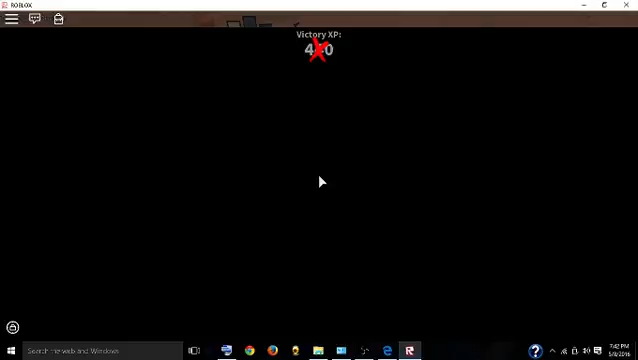 ROBLOX
Victory XP:
Search the web and Windows
7:42 PM
5/8/2016